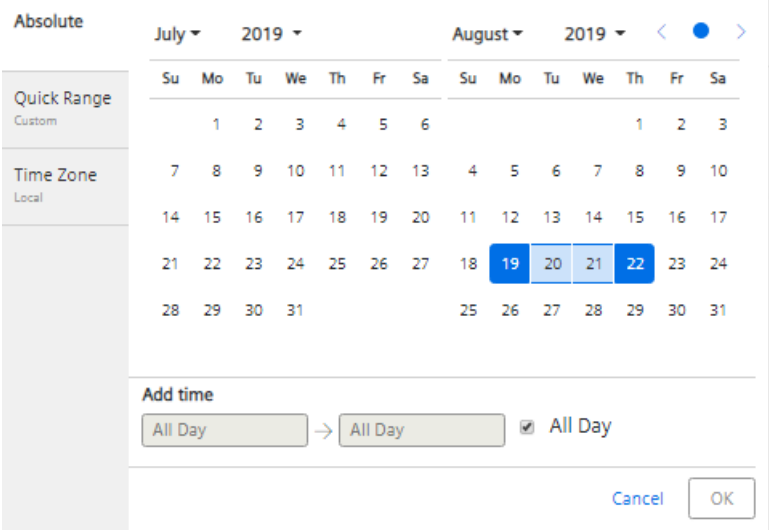 Absolute
Quick Range
Custom
Time Zone
Local
July 2019
Su Mo Tu We Th Fr Sa
1 2 3 4 5 6
7 8 9 10 11 12 13
14 15 16 17 18 19 20
21 22 23 24 25 26 27
28 29 30 31
August 2019
Su Mo Tu We Th Fr Sa
1 2 3
4 5 6 7 8 9 10
11 12 13 14 15 16 17
18 19 20 21 22 23 24
25 26 27 28 29 30 31
Add time
All Day → All Day All Day
Cancel OK